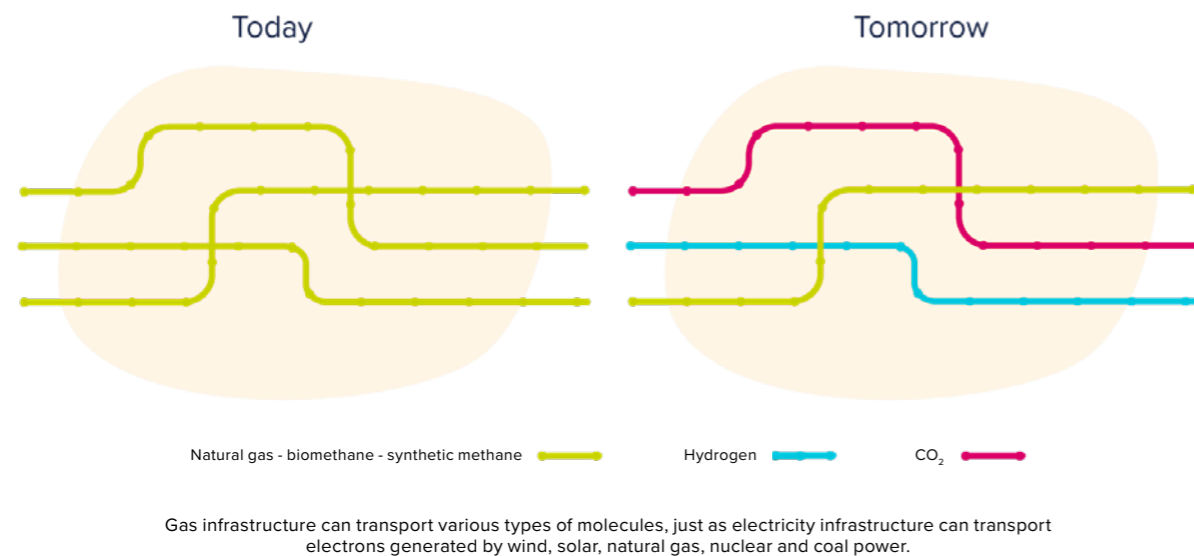 Today
Tomorrow
Natural gas - biomethane - synthetic methane
Hydrogen
CO₂
Gas infrastructure can transport various types of molecules, just as electricity infrastructure can transport
electrons generated by wind, solar, natural gas, nuclear and coal power.